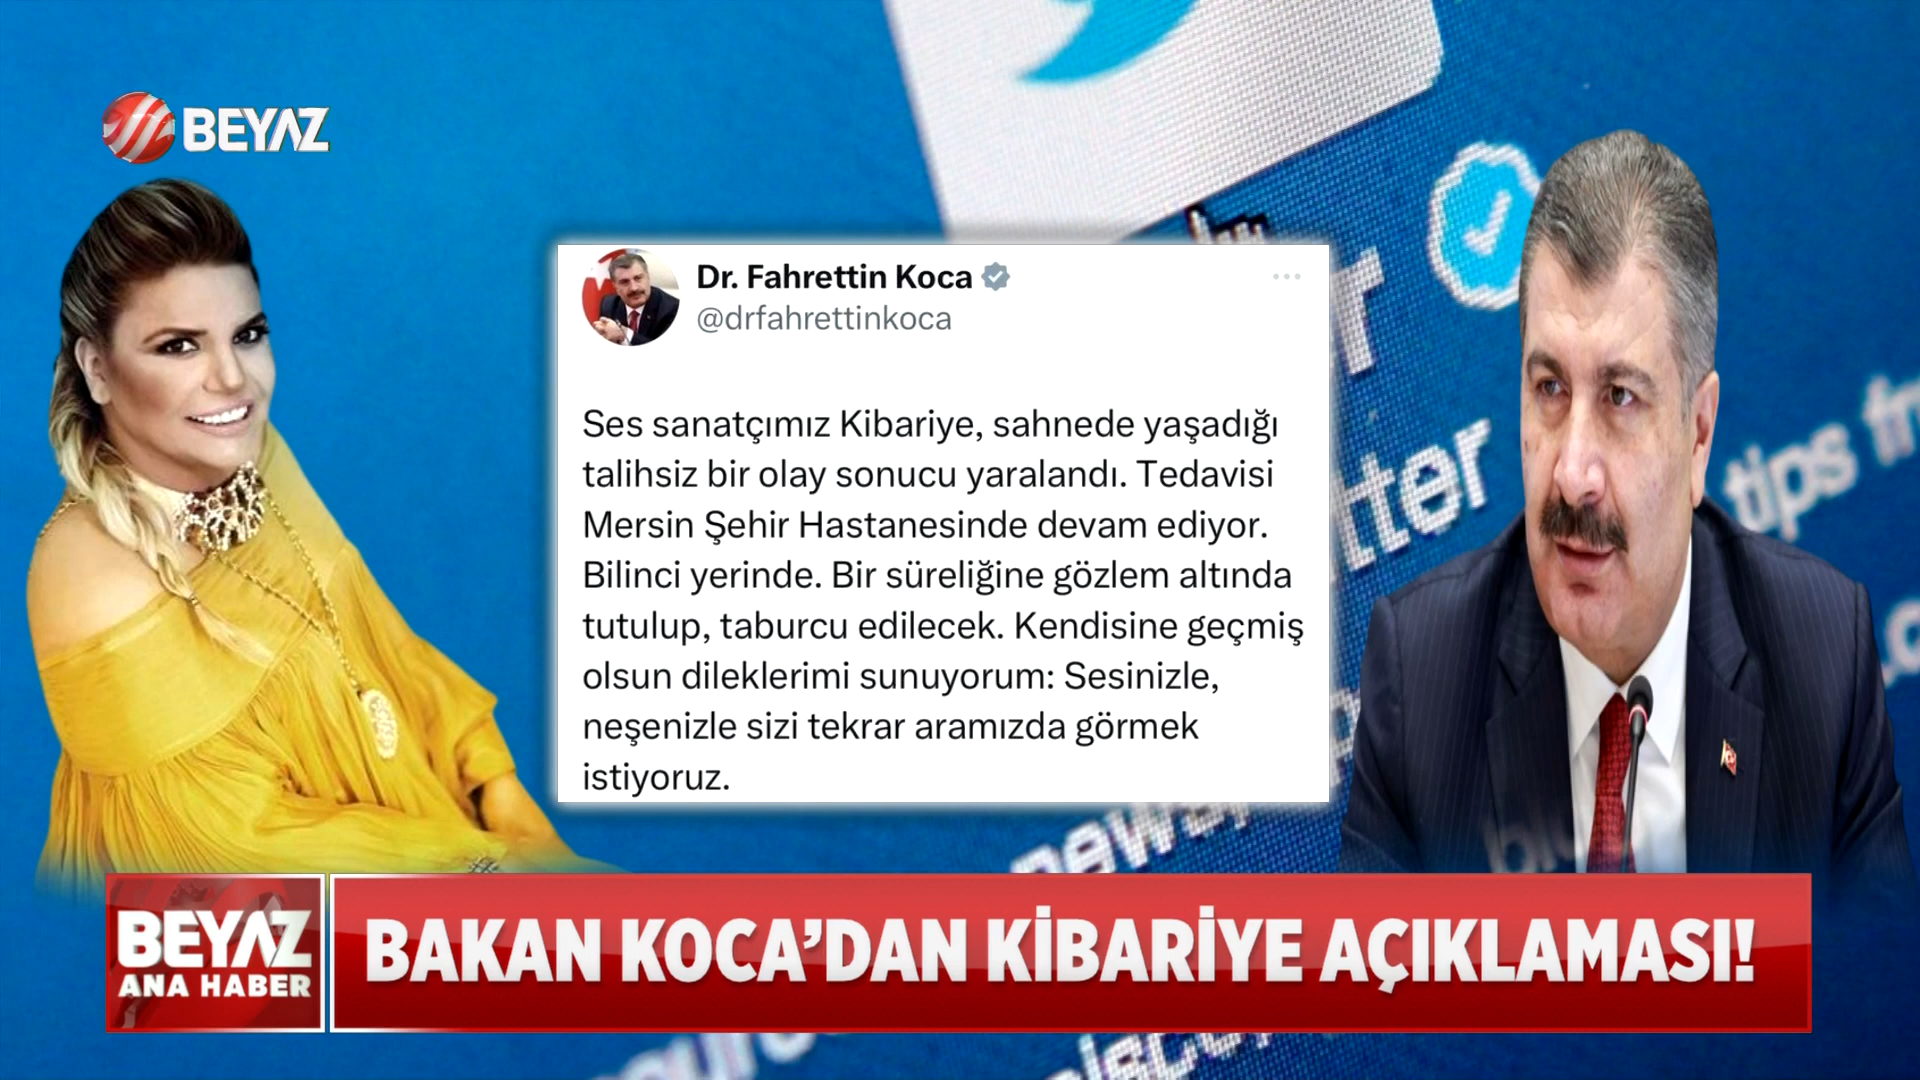 BEYAZ
Dr. Fahrettin Koca
@drfahrettinkoca
Ses sanatçımız Kibariye, sahnede yaşadığı
talihsiz bir olay sonucu yaralandı. Tedavisi
Mersin Şehir Hastanesinde devam ediyor.
Bilinci yerinde. Bir süreliğine gözlem altında
tutulup, taburcu edilecek. Kendisine geçmiş
olsun dileklerimi sunuyorum: Sesinizle,
neşenizle sizi tekrar aramızda görmek
istiyoruz.
tter
tips
BEYAZ
ANA HABER
BAKAN KOCA'DAN KİBARİYE AÇIKLAMASI!